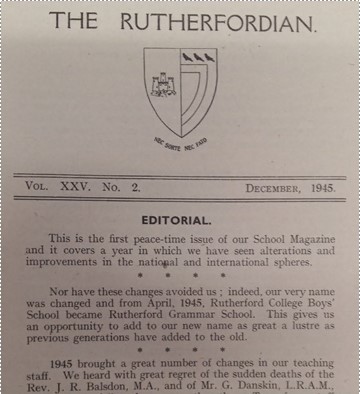 THE RUTHERFORDIAN.
NEC SORTE NEC FATO
VOL. XXV. No. 2. DECEMBER, 1945.
EDITORIAL.
This is the first peace-time issue of our School Magazine
and it covers a year in which we have seen alterations and
improvements in the national and international spheres.
* * * *
Nor have these changes avoided us ; indeed, our very name
was changed and from April, 1945, Rutherford College Boys'
School became Rutherford Grammar School. This gives us
an opportunity to add to our new name as great a lustre as
previous generations have added to the old.
* * * *
1945 brought a great number of changes in our teaching
staff. We heard with great regret of the sudden deaths of the
Rev. J. R. Balsdon, M.A., and of Mr. G. Danskin, L.R.A.M.,